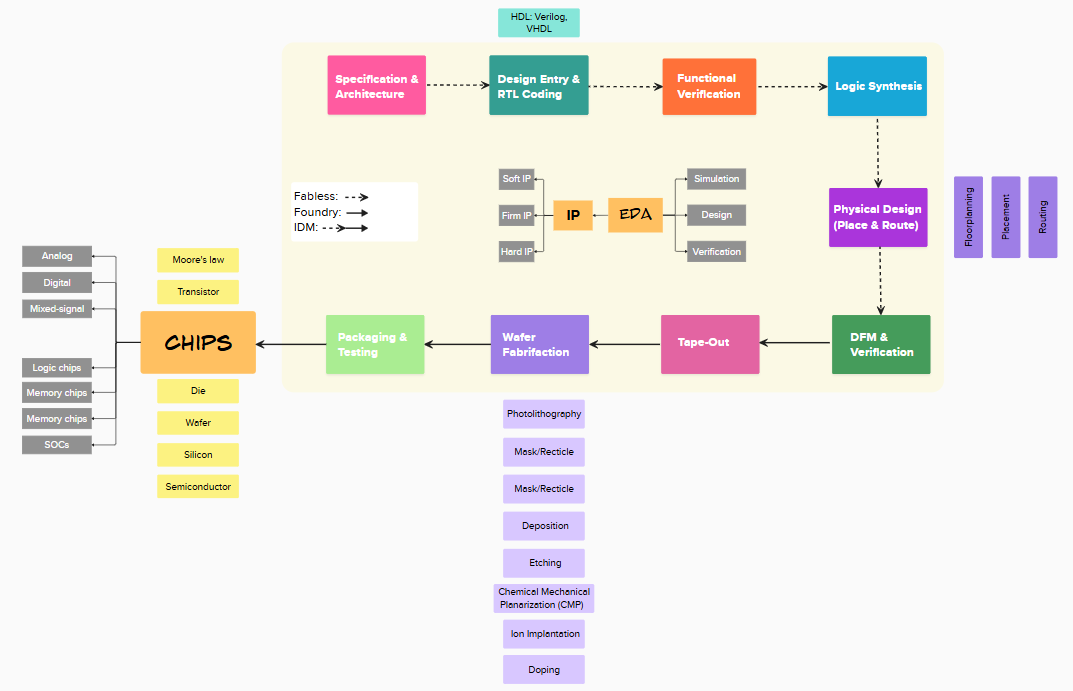 HDL: Verilog,
VHDL
Specification &
Architecture
Design Entry &
RTL Coding
Functional
Verification
Logic Synthesis
Soft IP
Firm IP
Hard IP
IP
EDA
Simulation
Design
Verification
Physical Design
(Place & Route)
Floorplanning
Placement
Routing
Fabless:
Foundry:
IDM:
Analog
Digital
Mixed-signal
Logic chips
Memory chips
Memory chips
SOCs
Moore's law
Transistor
CHIPS
Die
Wafer
Silicon
Semiconductor
Packaging &
Testing
Wafer
Fabrifaction
Tape-Out
DFM &
Verification
Photolithography
Mask/Recticle
Mask/Recticle
Deposition
Etching
Chemical Mechanical
Planarization (CMP)
Ion Implantation
Doping